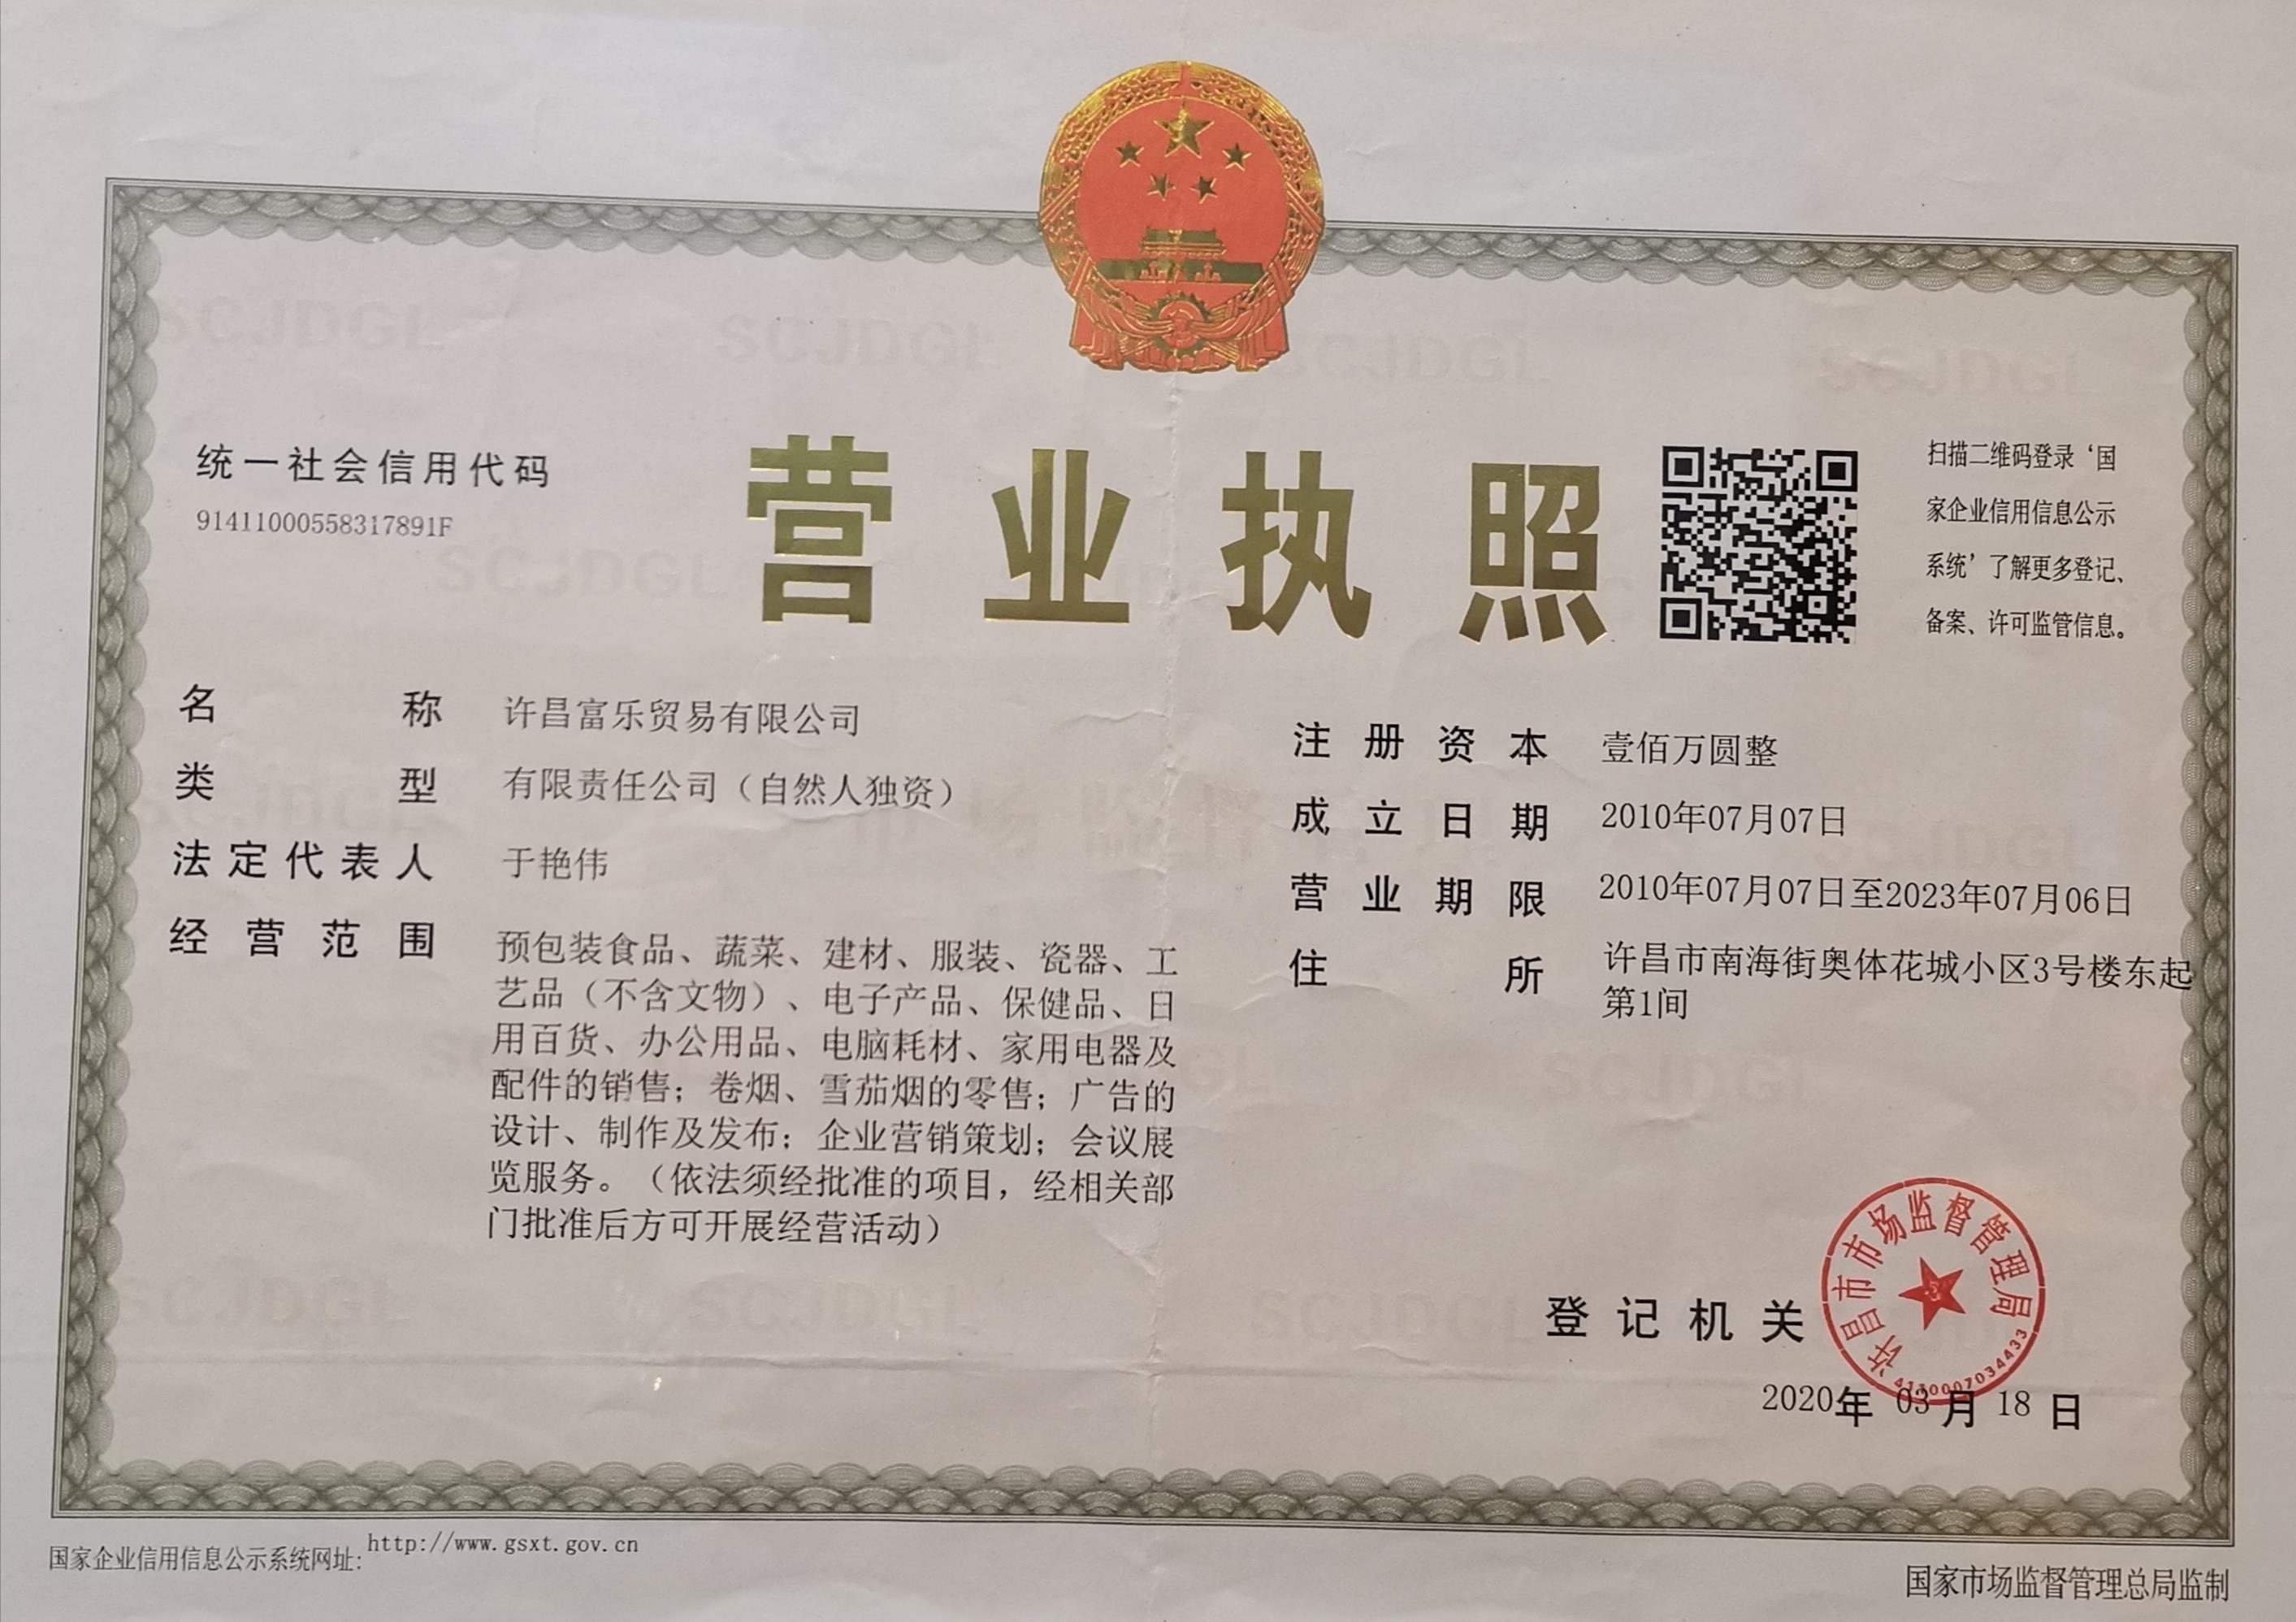 统一社会信用代码
91411000558317891F
营业执照
扫描二维码登录‘国
家企业信用信息公示
系统’了解更多登记、
备案、许可监管信息。
名称 许昌富乐贸易有限公司
类型 有限责任公司（自然人独资）
法定代表人 于艳伟
经营范围 预包装食品、蔬菜、建材、服装、瓷器、工
艺品（不含文物）、电子产品、保健品、日
用百货、办公用品、电脑耗材、家用电器及
配件的销售；卷烟、雪茄烟的零售；广告的
设计、制作及发布；企业营销策划；会议展
览服务。（依法须经批准的项目，经相关部
门批准后方可开展经营活动）
注册资本 壹佰万圆整
成立日期 2010年07月07日
营业期限 2010年07月07日至2023年07月06日
住所 许昌市南海街奥体花城小区3号楼东起
第1间
登记机关
许昌市市场监督管理局
4110007034433
2020年 03月 18日
国家企业信用信息公示系统网址: http://www.gsxt.gov.cn
国家市场监督管理总局监制
SCJDGL